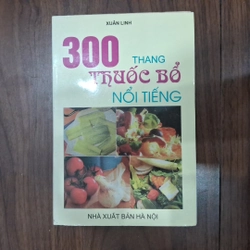 XUÂN LINH
300 THANG
THUỐC BỔ
NỔI TIẾNG
NHÀ XUẤT BẢN HÀ NỘI